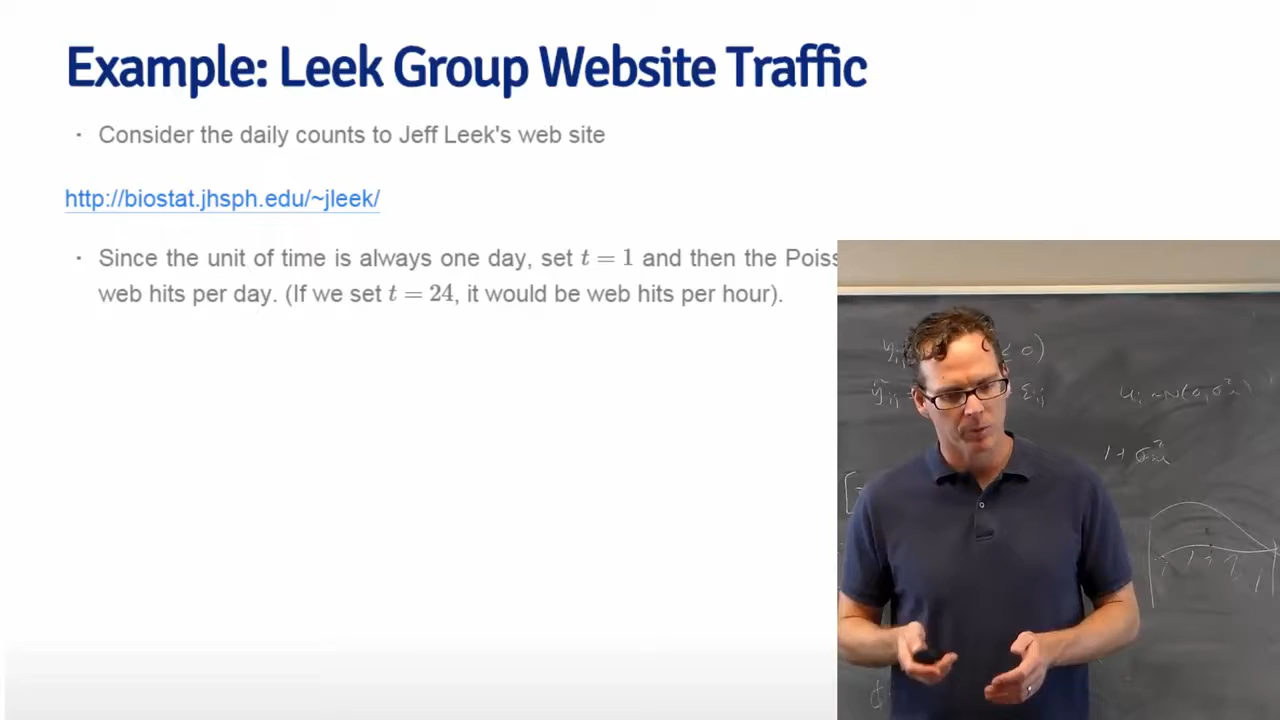 Example: Leek Group Website Traffic
· Consider the daily counts to Jeff Leek's web site
http://biostat.jhsph.edu/~jleek/
· Since the unit of time is always one day, set t = 1 and then the
web hits per day. (If we set t = 24, it would be web hits per hour).
1 +